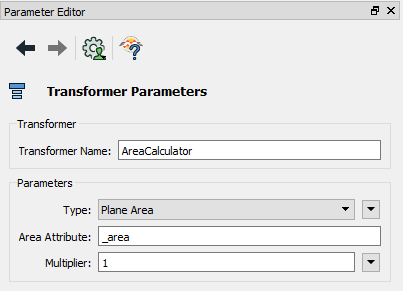 Parameter Editor
Transformer Parameters
Transformer
Transformer Name: AreaCalculator
Parameters
Type: Plane Area
Area Attribute: _area
Multiplier: 1